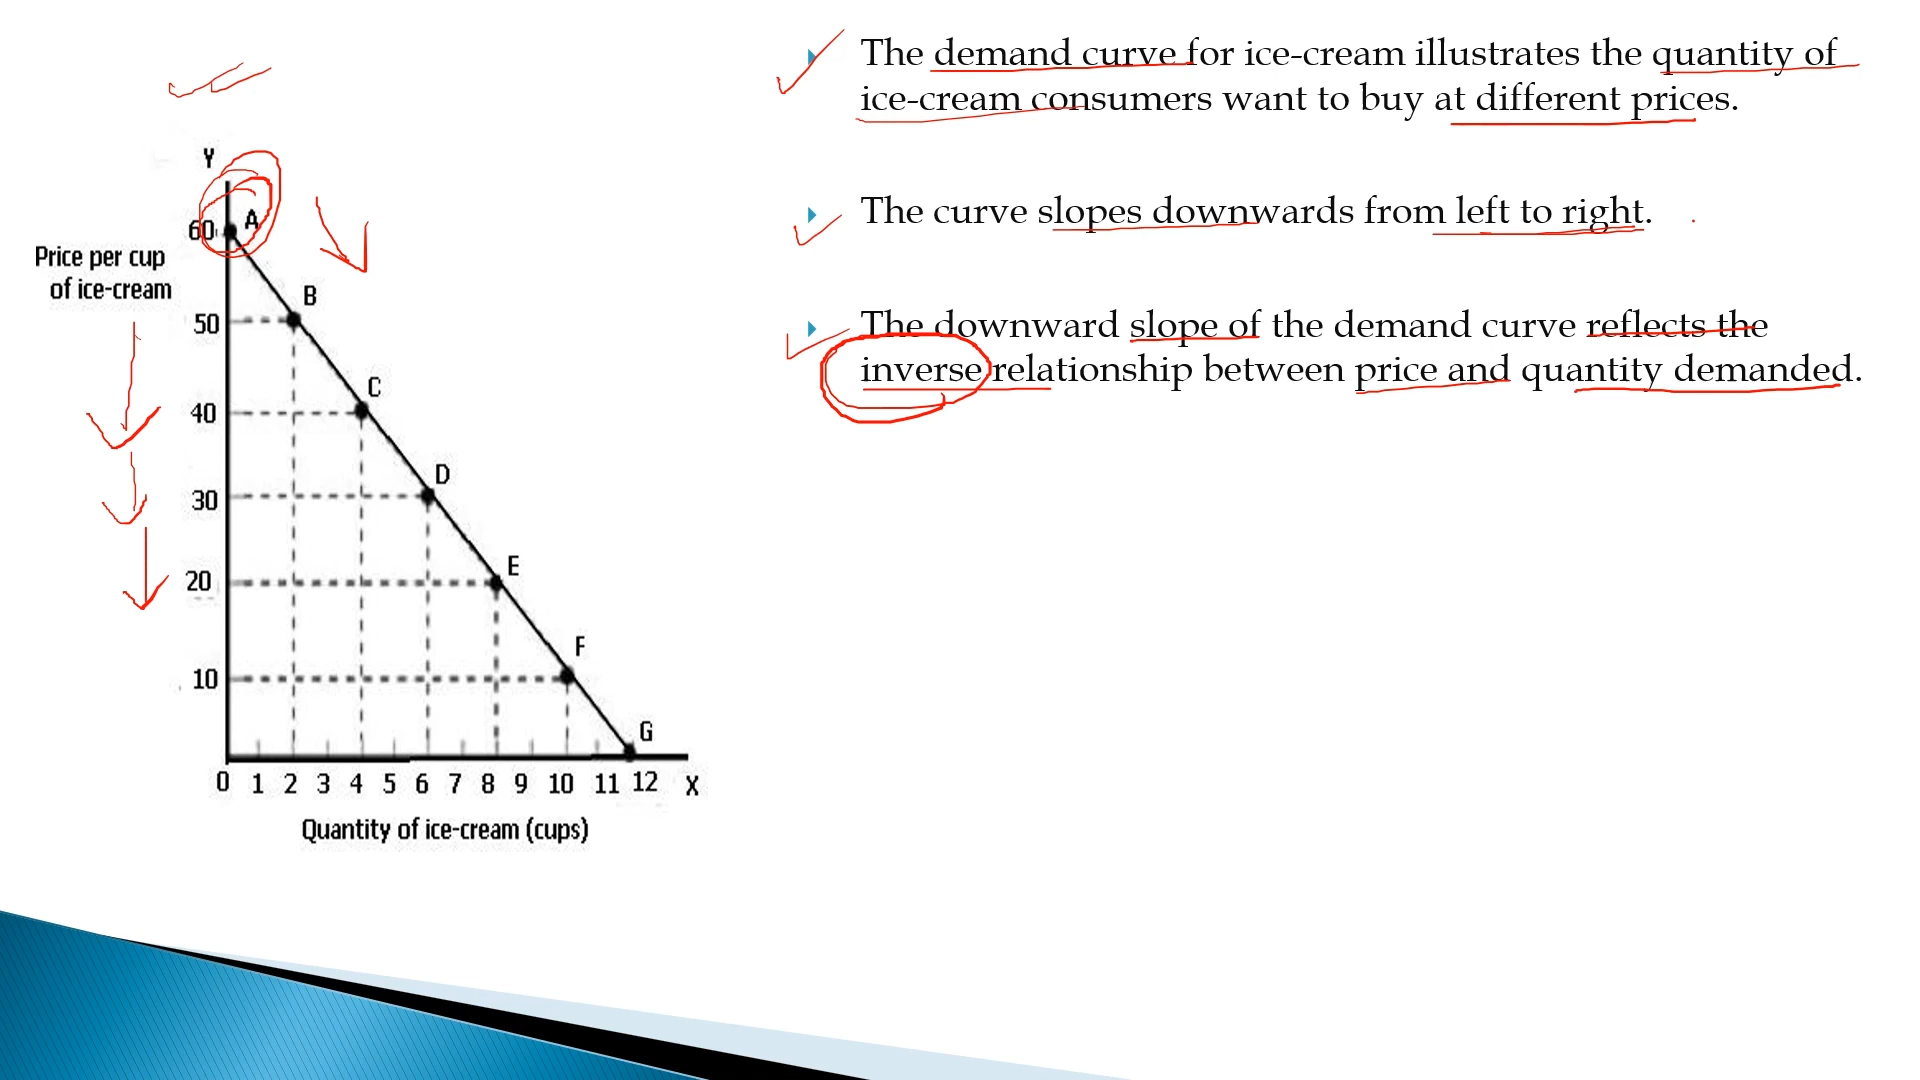 The demand curve for ice-cream illustrates the quantity of
ice-cream consumers want to buy at different prices.
The curve slopes downwards from left to right.
The downward slope of the demand curve reflects the
inverse relationship between price and quantity demanded.
Y
60
A
Price per cup
of ice-cream
B
50
C
40
D
30
E
20
F
10
G
0 1 2 3 4 5 6 7 8 9 10 11 12 X
Quantity of ice-cream (cups)